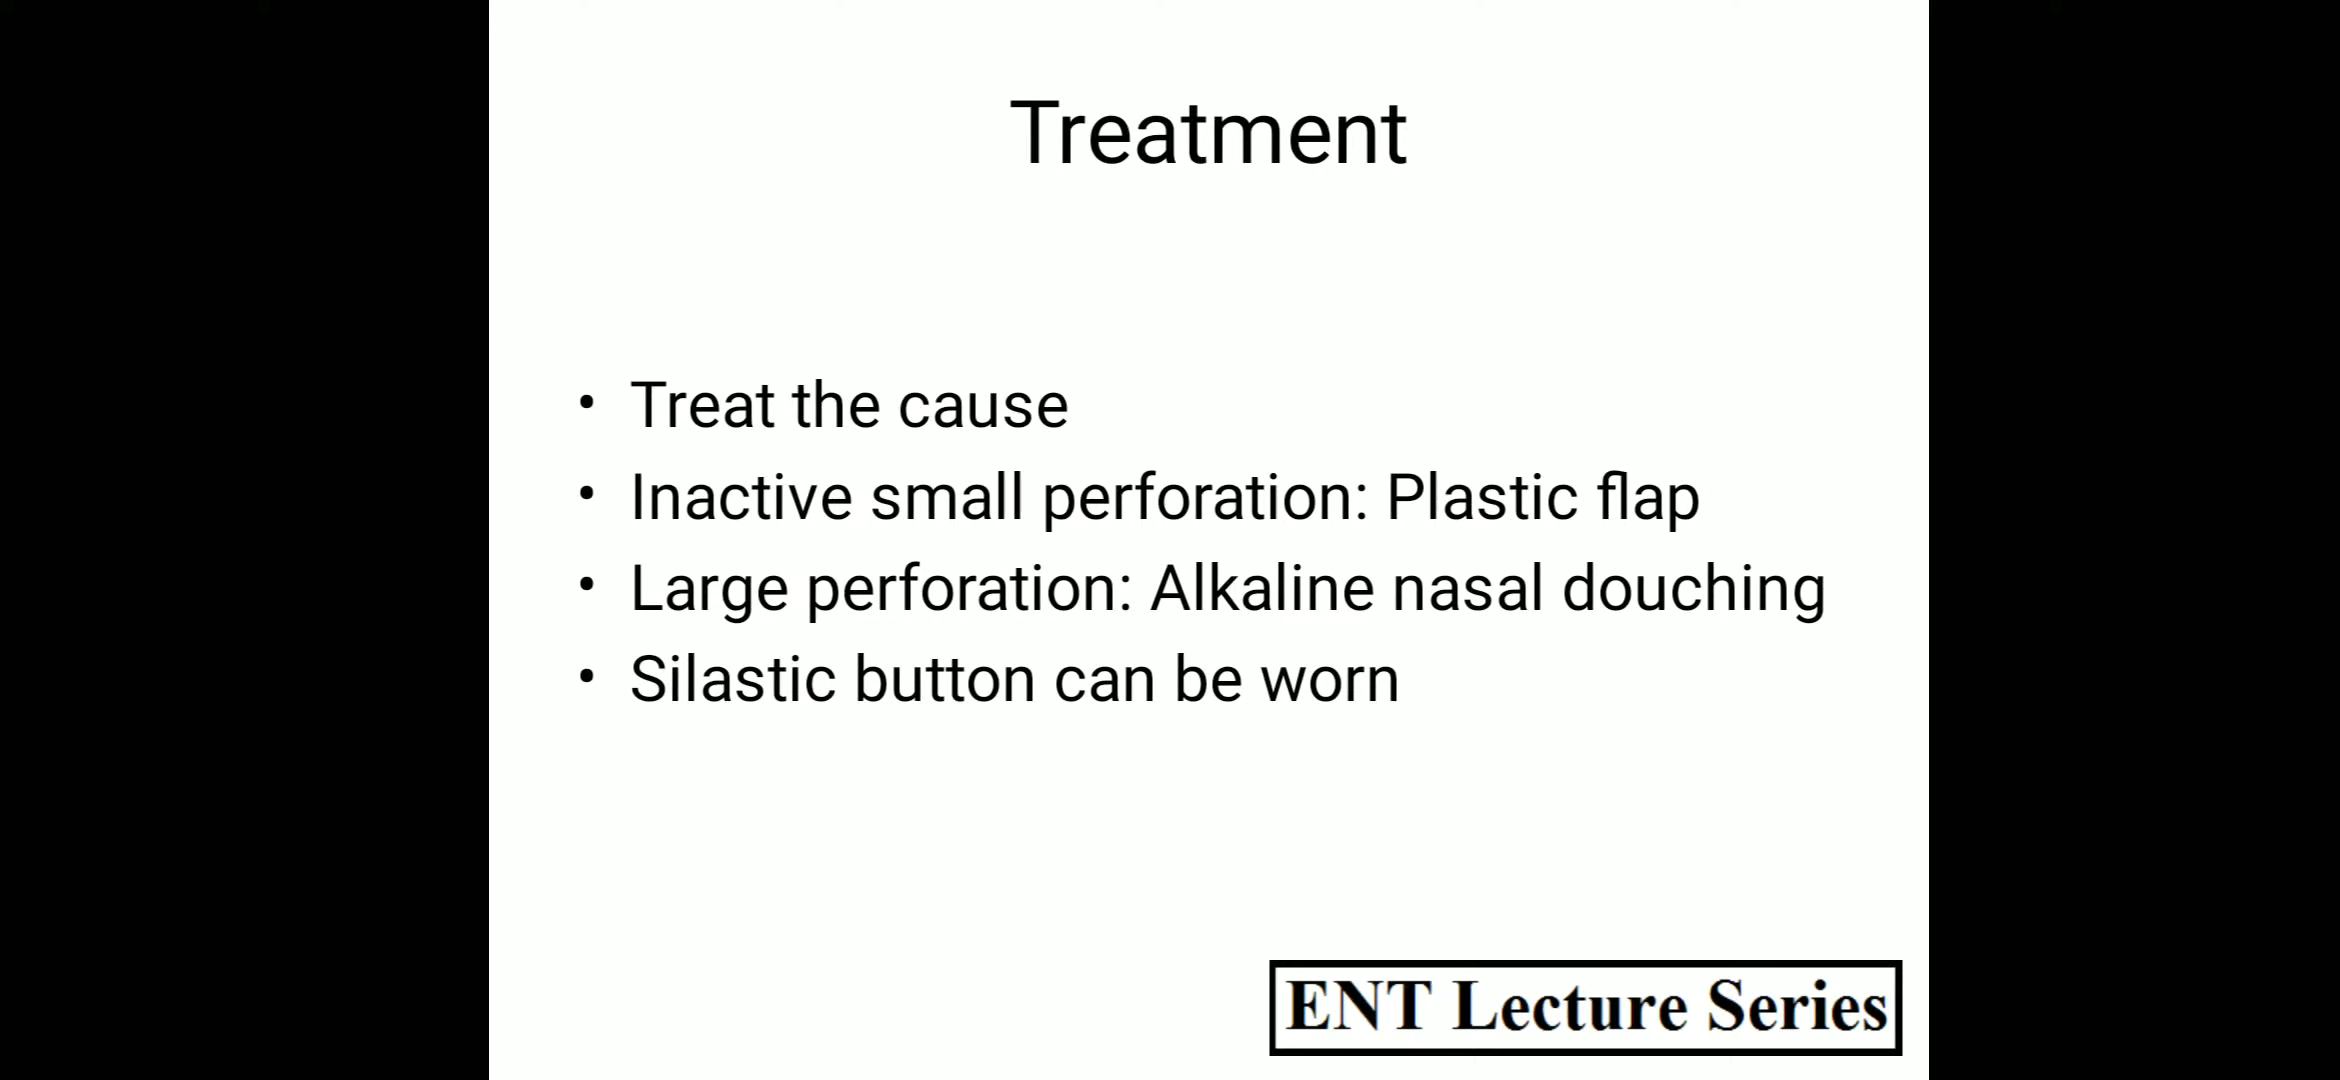 Treatment
• Treat the cause
• Inactive small perforation: Plastic flap
• Large perforation: Alkaline nasal douching
• Silastic button can be worn
ENT Lecture Series